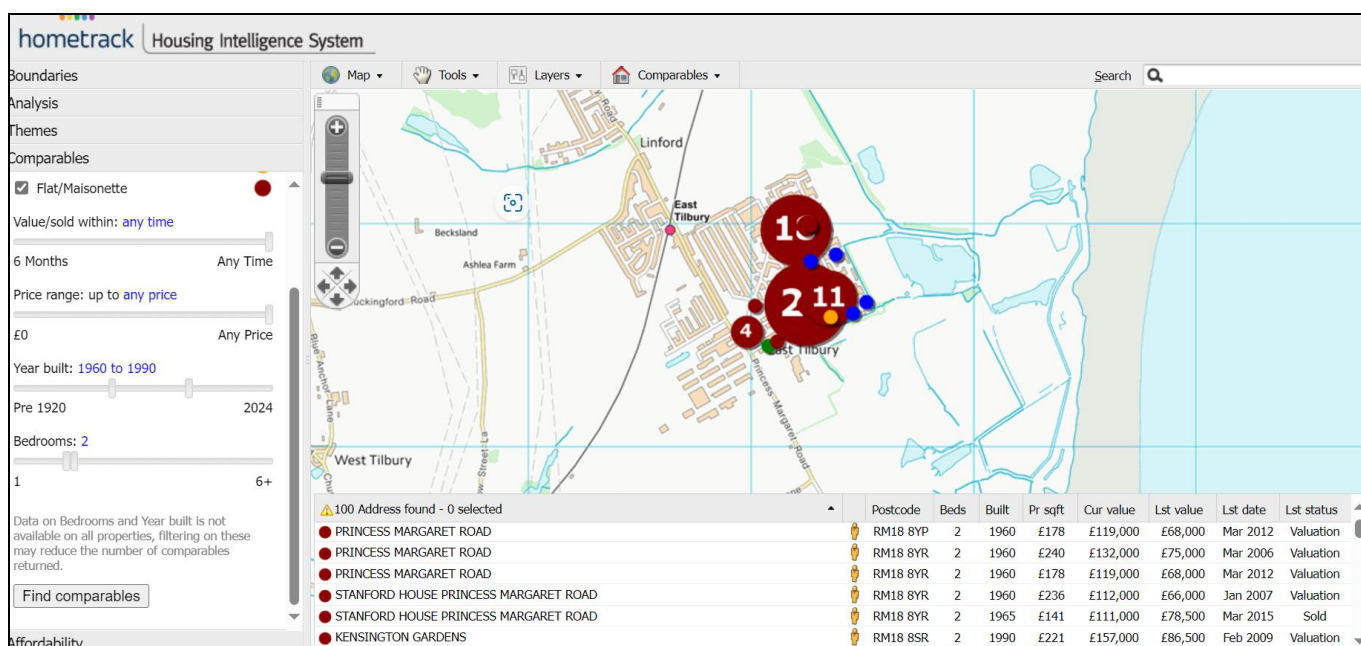 hometrack Housing Intelligence System
Boundaries
Analysis
Themes
Comparables
Flat/Maisonette
Value/sold within: any time
6 Months Any Time
Price range: up to any price
£0 Any Price
Year built: 1960 to 1990
Pre 1920 2024
Bedrooms: 2
1 6+
Data on Bedrooms and Year built is not
available on all properties, filtering on these
may reduce the number of comparables
returned.
Find comparables
Affordability
Map Tools Layers Comparables Search
Road
Linford
East
Tilbury
Becksland
Ashlea Farm
uckingford Road
Blue Anchor Lane
10
2 11
4
East Tilbury
Princess Margaret Road
West Tilbury
100 Address found - 0 selected Postcode Beds Built Pr sqft Cur value Lst value Lst date Lst status
PRINCESS MARGARET ROAD RM18 8YP 2 1960 £178 £119,000 £68,000 Mar 2012 Valuation
PRINCESS MARGARET ROAD RM18 8YR 2 1960 £240 £132,000 £75,000 Mar 2006 Valuation
PRINCESS MARGARET ROAD RM18 8YR 2 1960 £178 £119,000 £68,000 Mar 2012 Valuation
STANFORD HOUSE PRINCESS MARGARET ROAD RM18 8YR 2 1960 £236 £112,000 £66,000 Jan 2007 Valuation
STANFORD HOUSE PRINCESS MARGARET ROAD RM18 8YR 2 1965 £141 £111,000 £78,500 Mar 2015 Sold
KENSINGTON GARDENS RM18 8SR 2 1990 £221 £157,000 £86,500 Feb 2009 Valuation